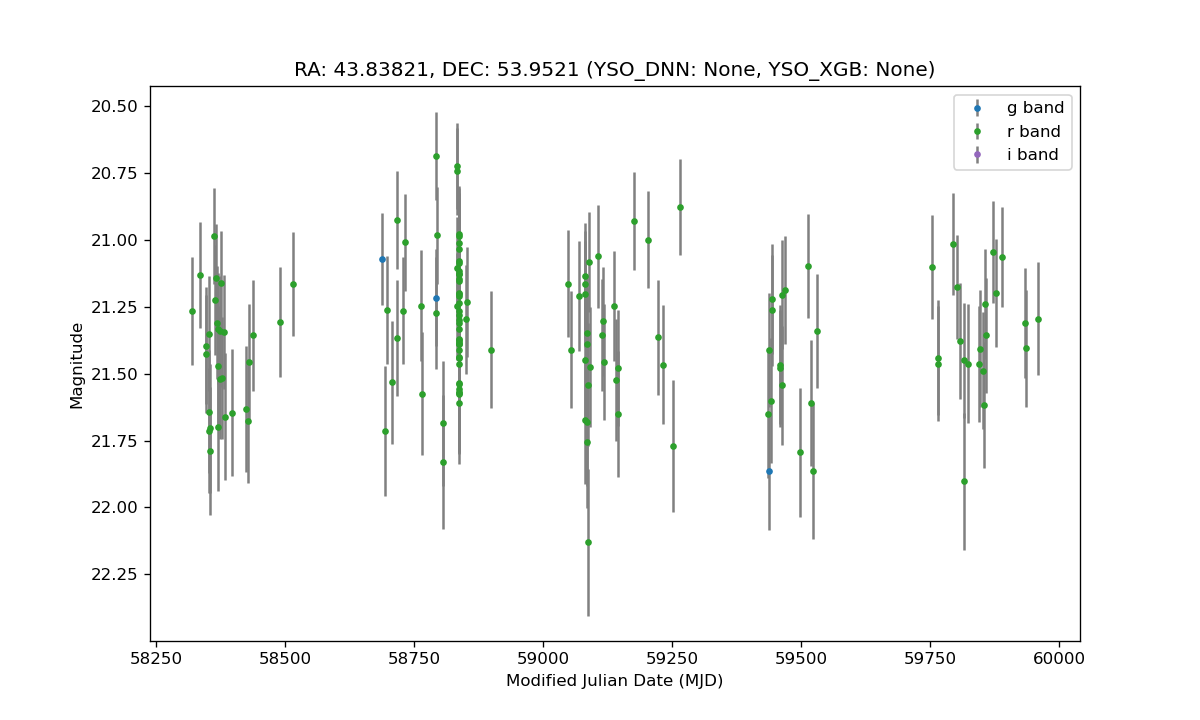 RA: 43.83821, DEC: 53.9521 (YSO_DNN: None, YSO_XGB: None)
g band
r band
i band
20.50
20.75
21.00
21.25
21.50
21.75
22.00
22.25
Magnitude
58250 58500 58750 59000 59250 59500 59750 60000
Modified Julian Date (MJD)